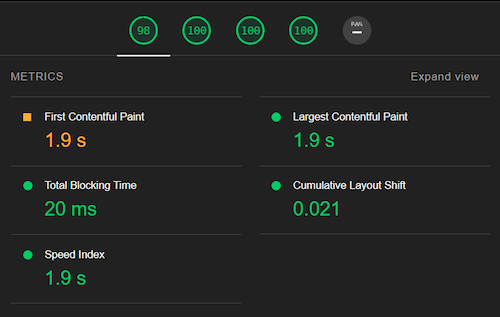 98 100 100 100 PWA
METRICS Expand view
First Contentful Paint Largest Contentful Paint
1.9 s 1.9 s
Total Blocking Time Cumulative Layout Shift
20 ms 0.021
Speed Index
1.9 s